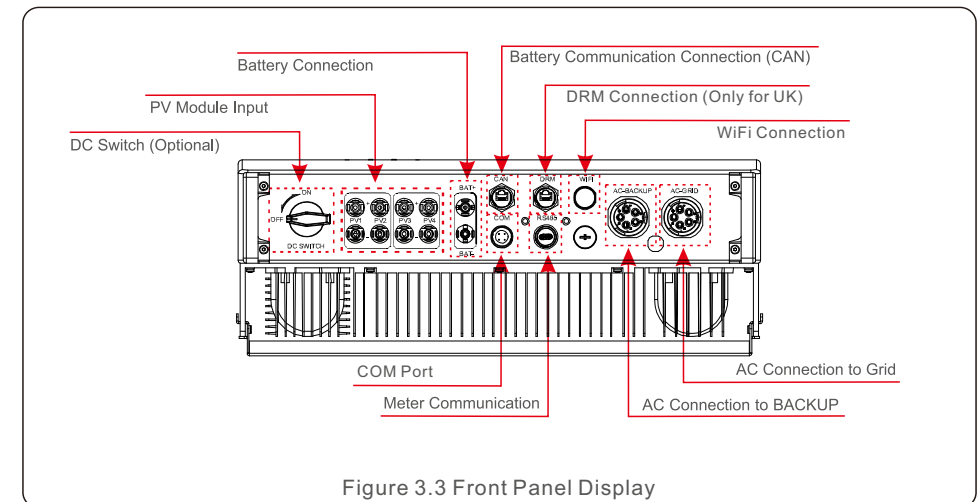 Battery Connection
Battery Communication Connection (CAN)
PV Module Input
DRM Connection (Only for UK)
DC Switch (Optional)
WiFi Connection
ON
OFF
DC SWITCH
+ +
PV1 PV2 PV3 PV4
- -
BAT+
BAT-
CAN DRM WIFI
COM RS485
AC-BACKUP AC-GRID
COM Port
AC Connection to Grid
Meter Communication
AC Connection to BACKUP
Figure 3.3 Front Panel Display